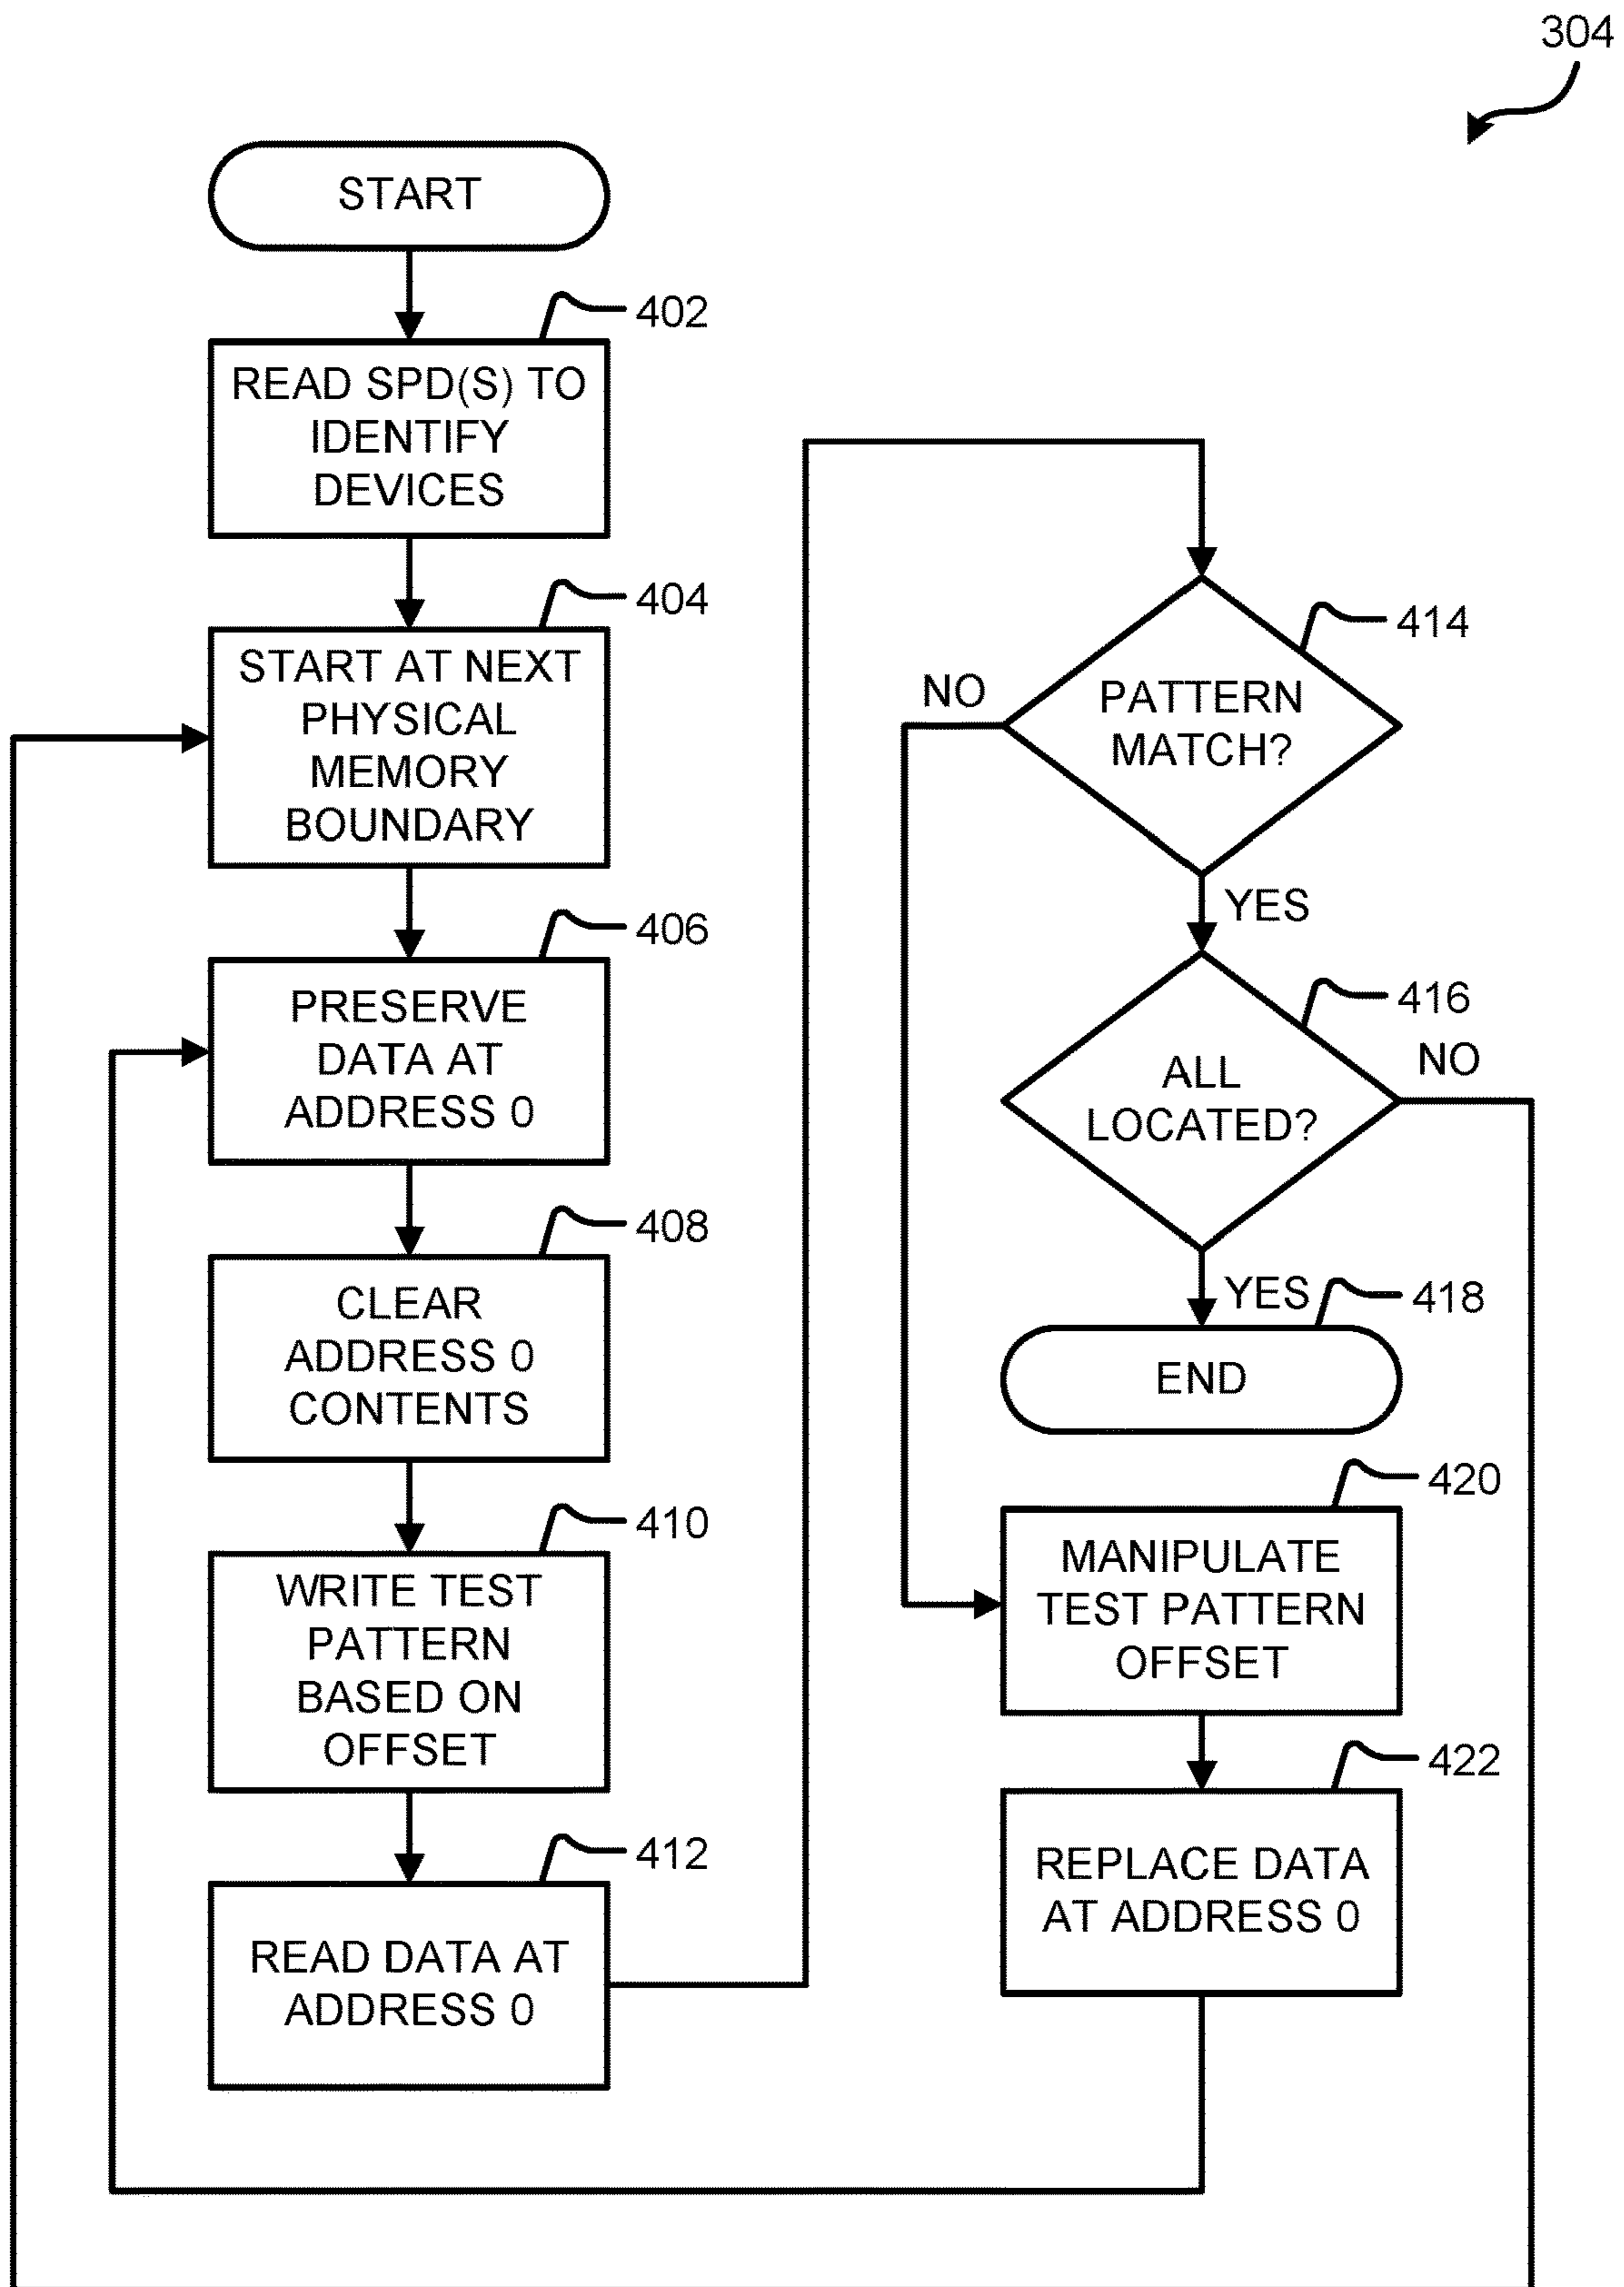 304
START
402
READ SPD(S) TO
IDENTIFY
DEVICES
404
START AT NEXT
PHYSICAL
MEMORY
BOUNDARY
406
PRESERVE
DATA AT
ADDRESS 0
408
CLEAR
ADDRESS 0
CONTENTS
410
WRITE TEST
PATTERN
BASED ON
OFFSET
412
READ DATA AT
ADDRESS 0
414
NO
PATTERN
MATCH?
YES
416
NO
ALL
LOCATED?
YES
418
END
420
MANIPULATE
TEST PATTERN
OFFSET
422
REPLACE DATA
AT ADDRESS 0